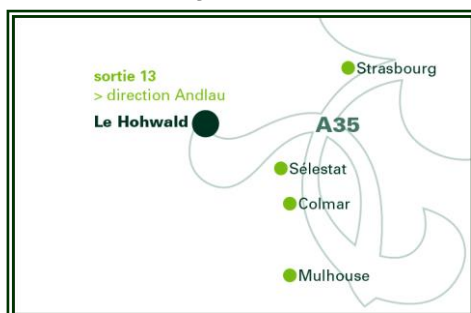 Strasbourg
sortie 13
> direction Andlau
Le Hohwald
A35
Sélestat
Colmar
Mulhouse